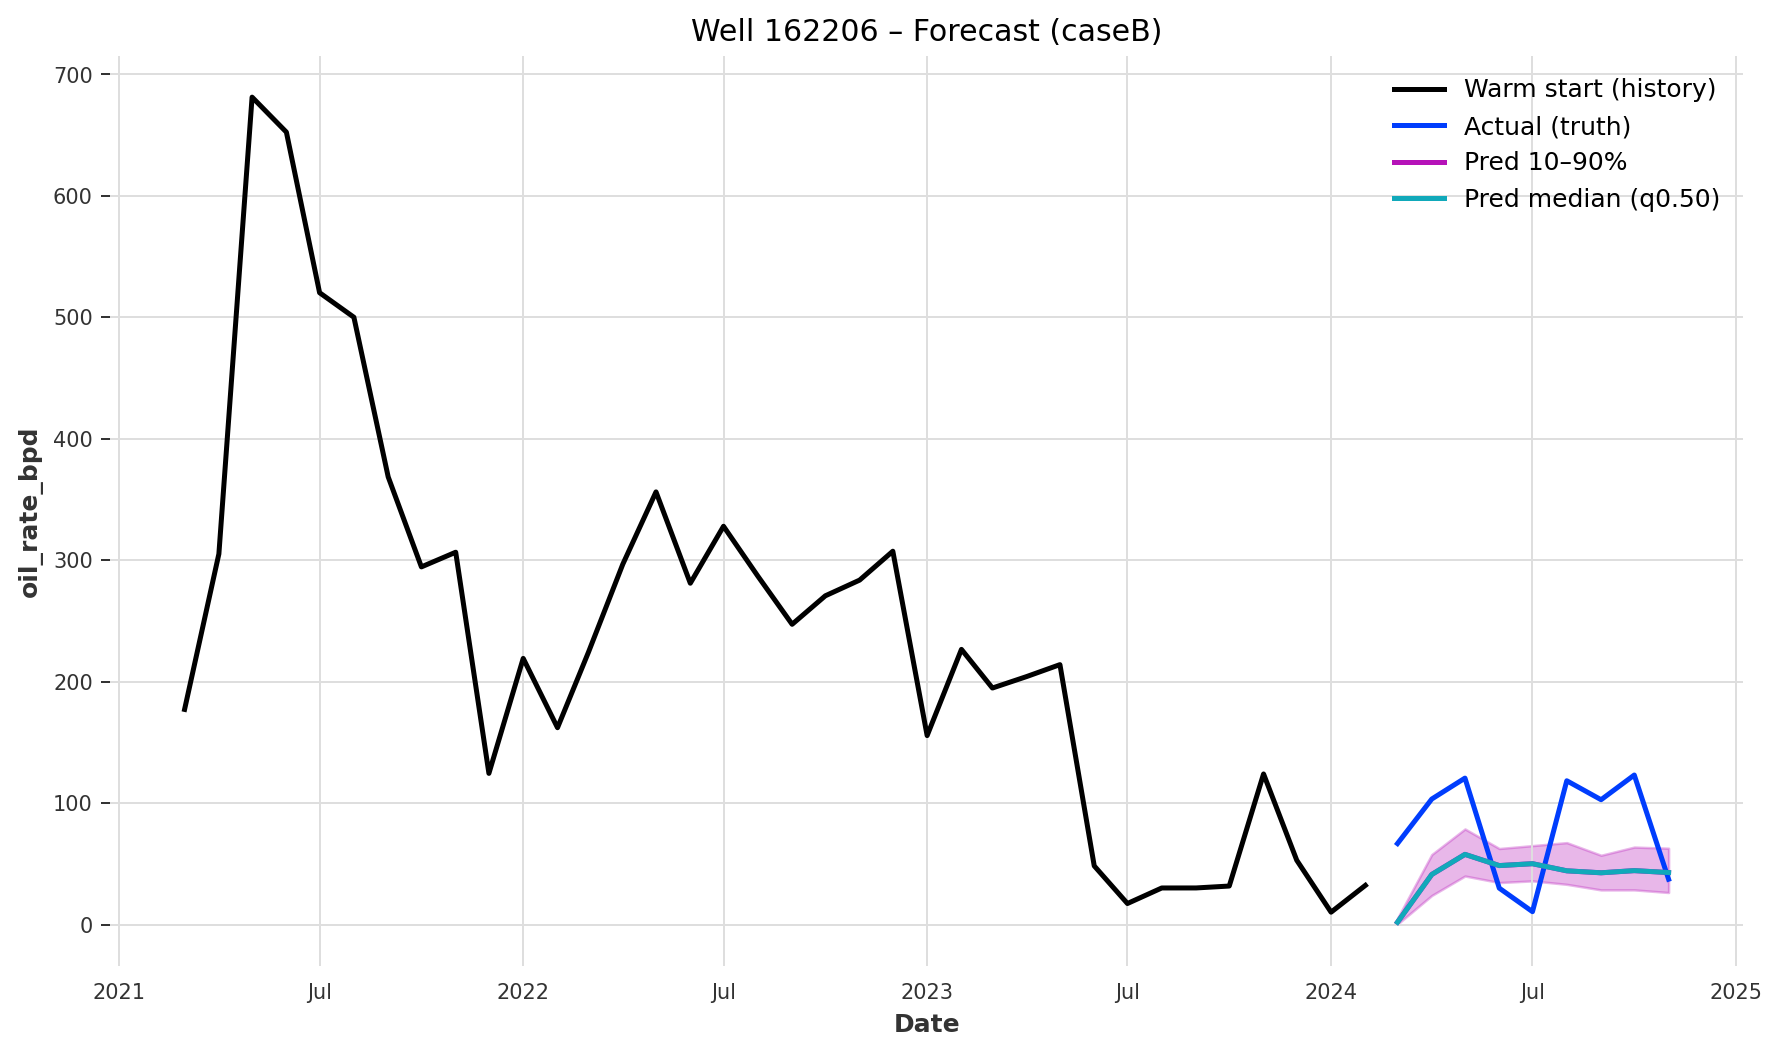 Well 162206 – Forecast (caseB)
Warm start (history)
Actual (truth)
Pred 10–90%
Pred median (q0.50)
oil_rate_bpd
700
600
500
400
300
200
100
0
2021
Jul
2022
Jul
2023
Jul
2024
Jul
2025
Date